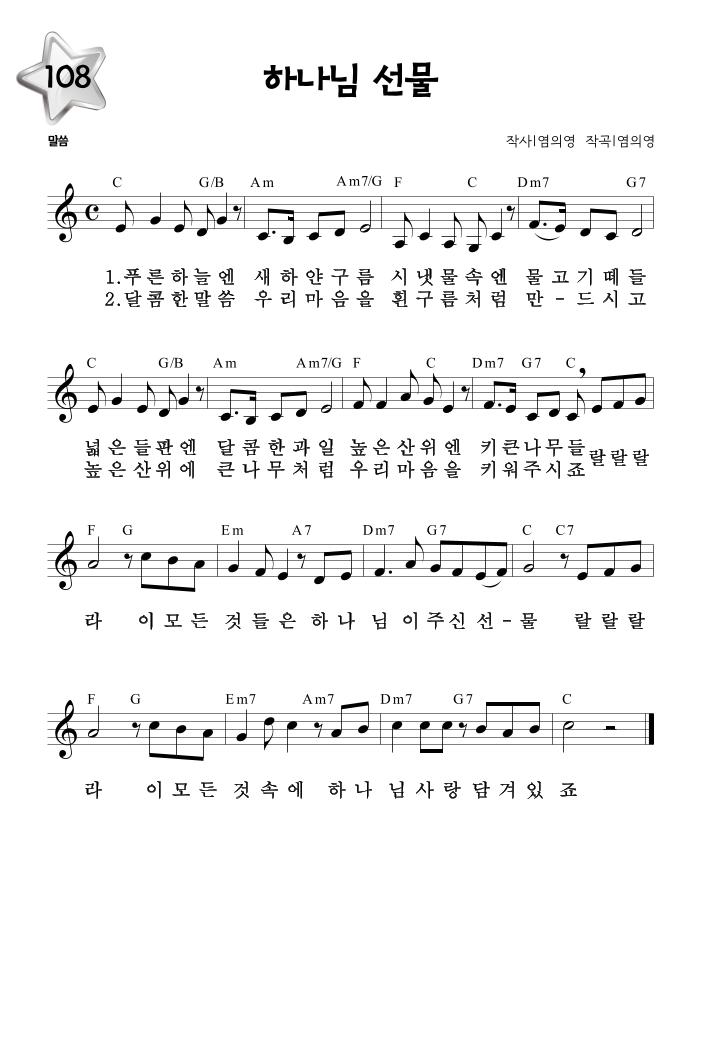 108
하나님 선물
말씀
작사|염의영 작곡|염의영
C G/B Am Am7/G F C Dm7 G7
1.푸른하늘엔 새하얀구름 시냇물속엔 물고기떼들
2.달콤한말씀 우리마음을 흰구름처럼 만-드시고
C G/B Am Am7/G F C Dm7 G7 C
넓은들판엔 달콤한과일 높은산위엔 키큰나무들 랄랄랄
높은산위에 큰나무처럼 우리마음을 키워주시죠
F G Em A7 Dm7 G7 C C7
라 이모든 것들은하나님이주신선-물 랄랄랄
F G Em7 Am7 Dm7 G7 C
라 이모든것속에 하나님사랑담겨있죠